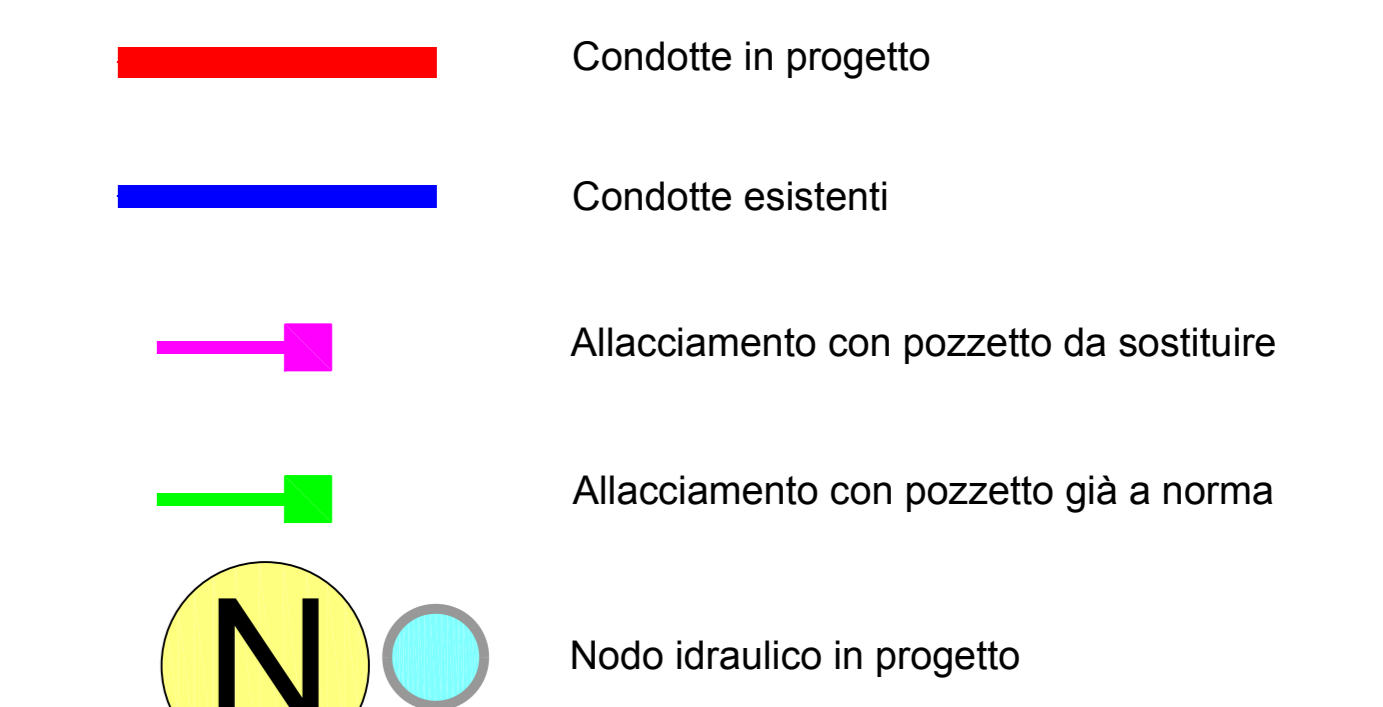 Condotte in progetto
Condotte esistenti
Allacciamento con pozzetto da sostituire
Allacciamento con pozzetto già a norma
N
Nodo idraulico in progetto